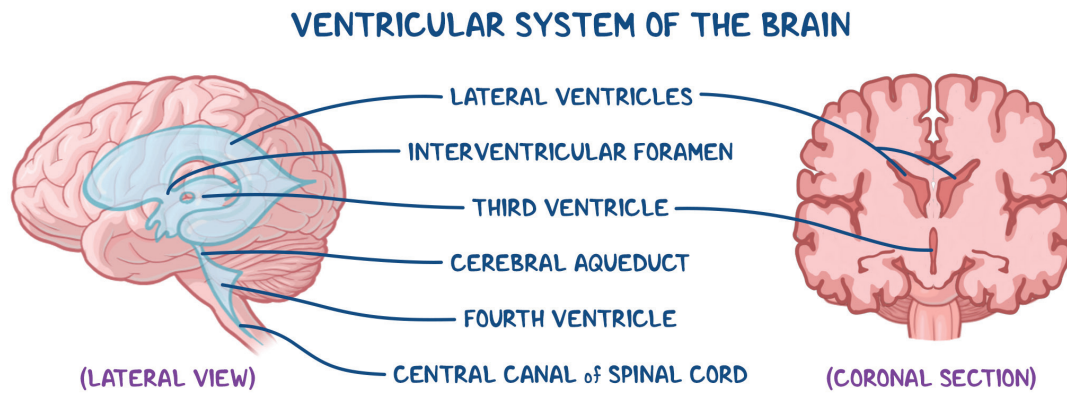 VENTRICULAR SYSTEM OF THE BRAIN
LATERAL VENTRICLES
INTERVENTRICULAR FORAMEN
THIRD VENTRICLE
CEREBRAL AQUEDUCT
FOURTH VENTRICLE
CENTRAL CANAL of SPINAL CORD
(LATERAL VIEW)
(CORONAL SECTION)